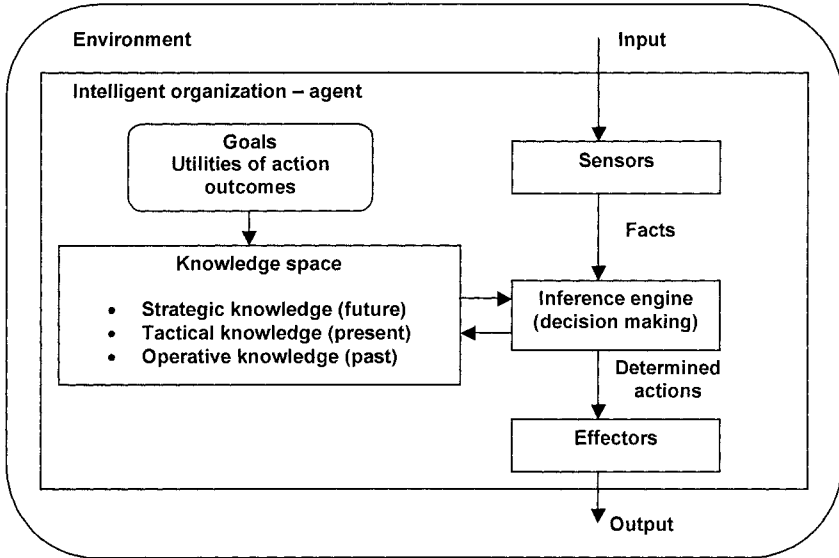 Environment
Input
Intelligent organization – agent
Goals
Utilities of action
outcomes
Sensors
Facts
Knowledge space
• Strategic knowledge (future)
• Tactical knowledge (present)
• Operative knowledge (past)
Inference engine
(decision making)
Determined
actions
Effectors
Output